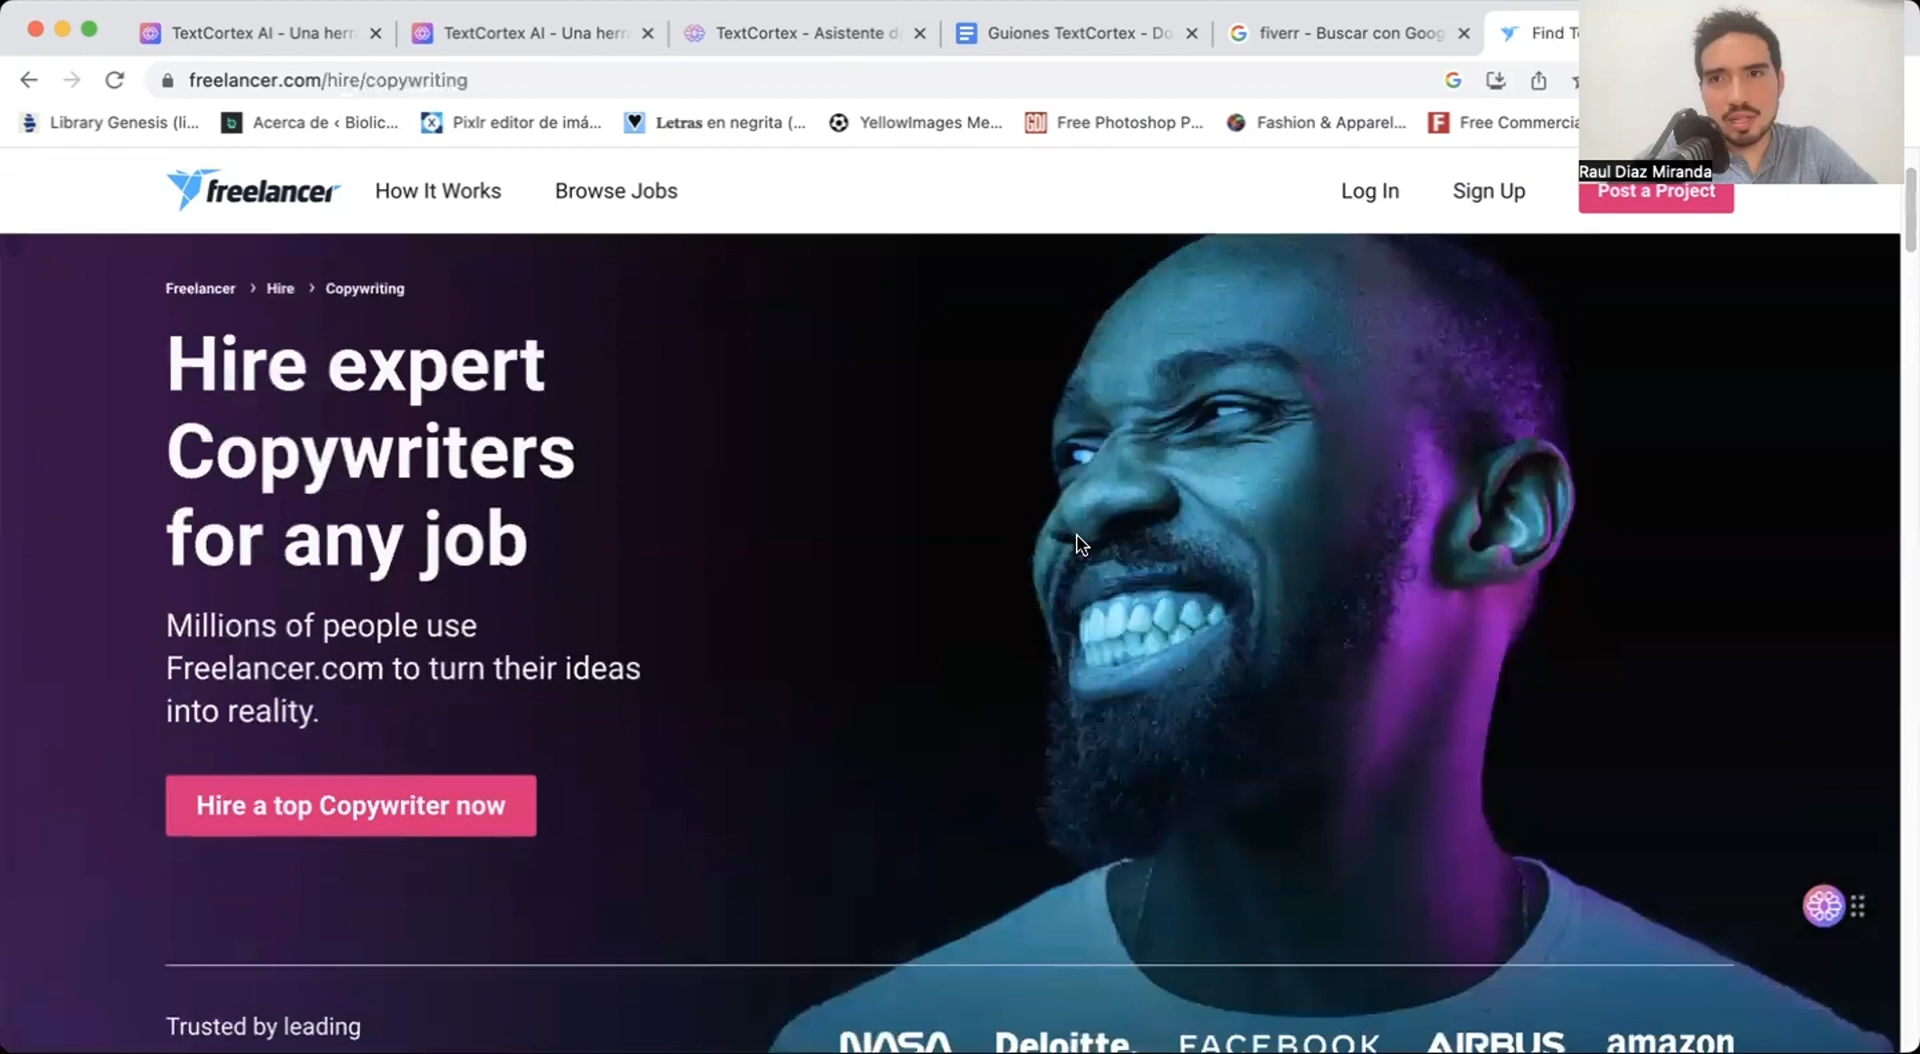 TextCortex AI - Una her
TextCortex AI - Una her
TextCortex - Asistente d
Guiones TextCortex - Do
fiverr - Buscar con Goog
Find T
freelancer.com/hire/copywriting
Library Genesis (li...
Acerca de ‹ Biolic...
Pixlr editor de imá...
Letras en negrita (...
YellowImages Me...
Free Photoshop P...
Fashion & Apparel...
Free Commercia
Raul Diaz Miranda
freelancer
How It Works
Browse Jobs
Log In
Sign Up
Post a Project
Freelancer > Hire > Copywriting
Hire expert
Copywriters
for any job
Millions of people use
Freelancer.com to turn their ideas
into reality.
Hire a top Copywriter now
Trusted by leading
NASA
Deloitte.
FACEBOOK
AIRBUS
amazon